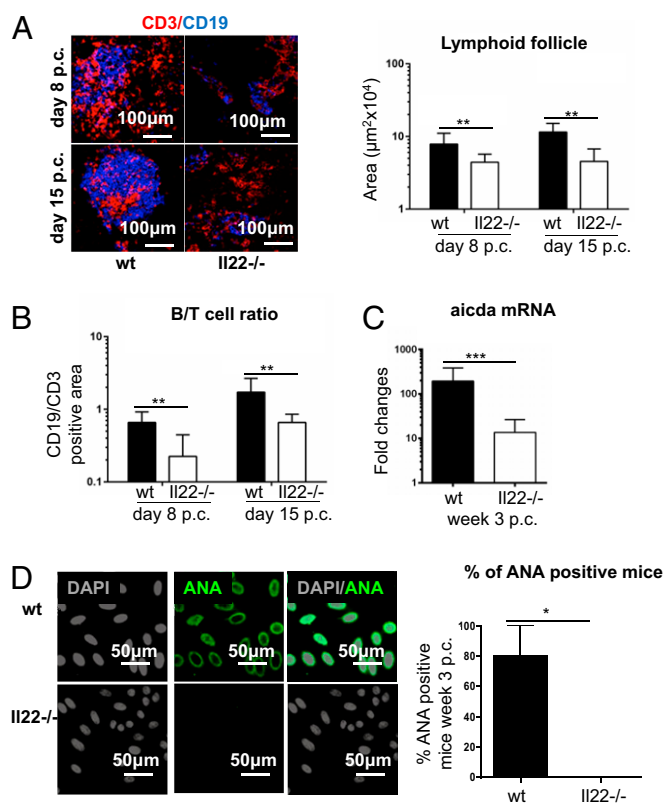 A
CD3/CD19
day 8 p.c.
100µm
100µm
day 15 p.c.
100µm
100µm
wt
Il22-/-
Lymphoid follicle
Area (µm²x10⁴)
100
10
1
**
**
wt Il22-/- wt Il22-/-
day 8 p.c. day 15 p.c.
B
B/T cell ratio
CD19/CD3
positive area
10
1
0.1
**
**
wt Il22-/- wt Il22-/-
day 8 p.c. day 15 p.c.
C
aicda mRNA
Fold changes
1000
100
10
1
***
wt Il22-/-
week 3 p.c.
D
wt
DAPI
ANA
DAPI/ANA
50µm
50µm
50µm
Il22-/-
50µm
50µm
50µm
% of ANA positive mice
% ANA positive
mice week 3 p.c.
100
80
60
40
20
0
*
wt
Il22-/-